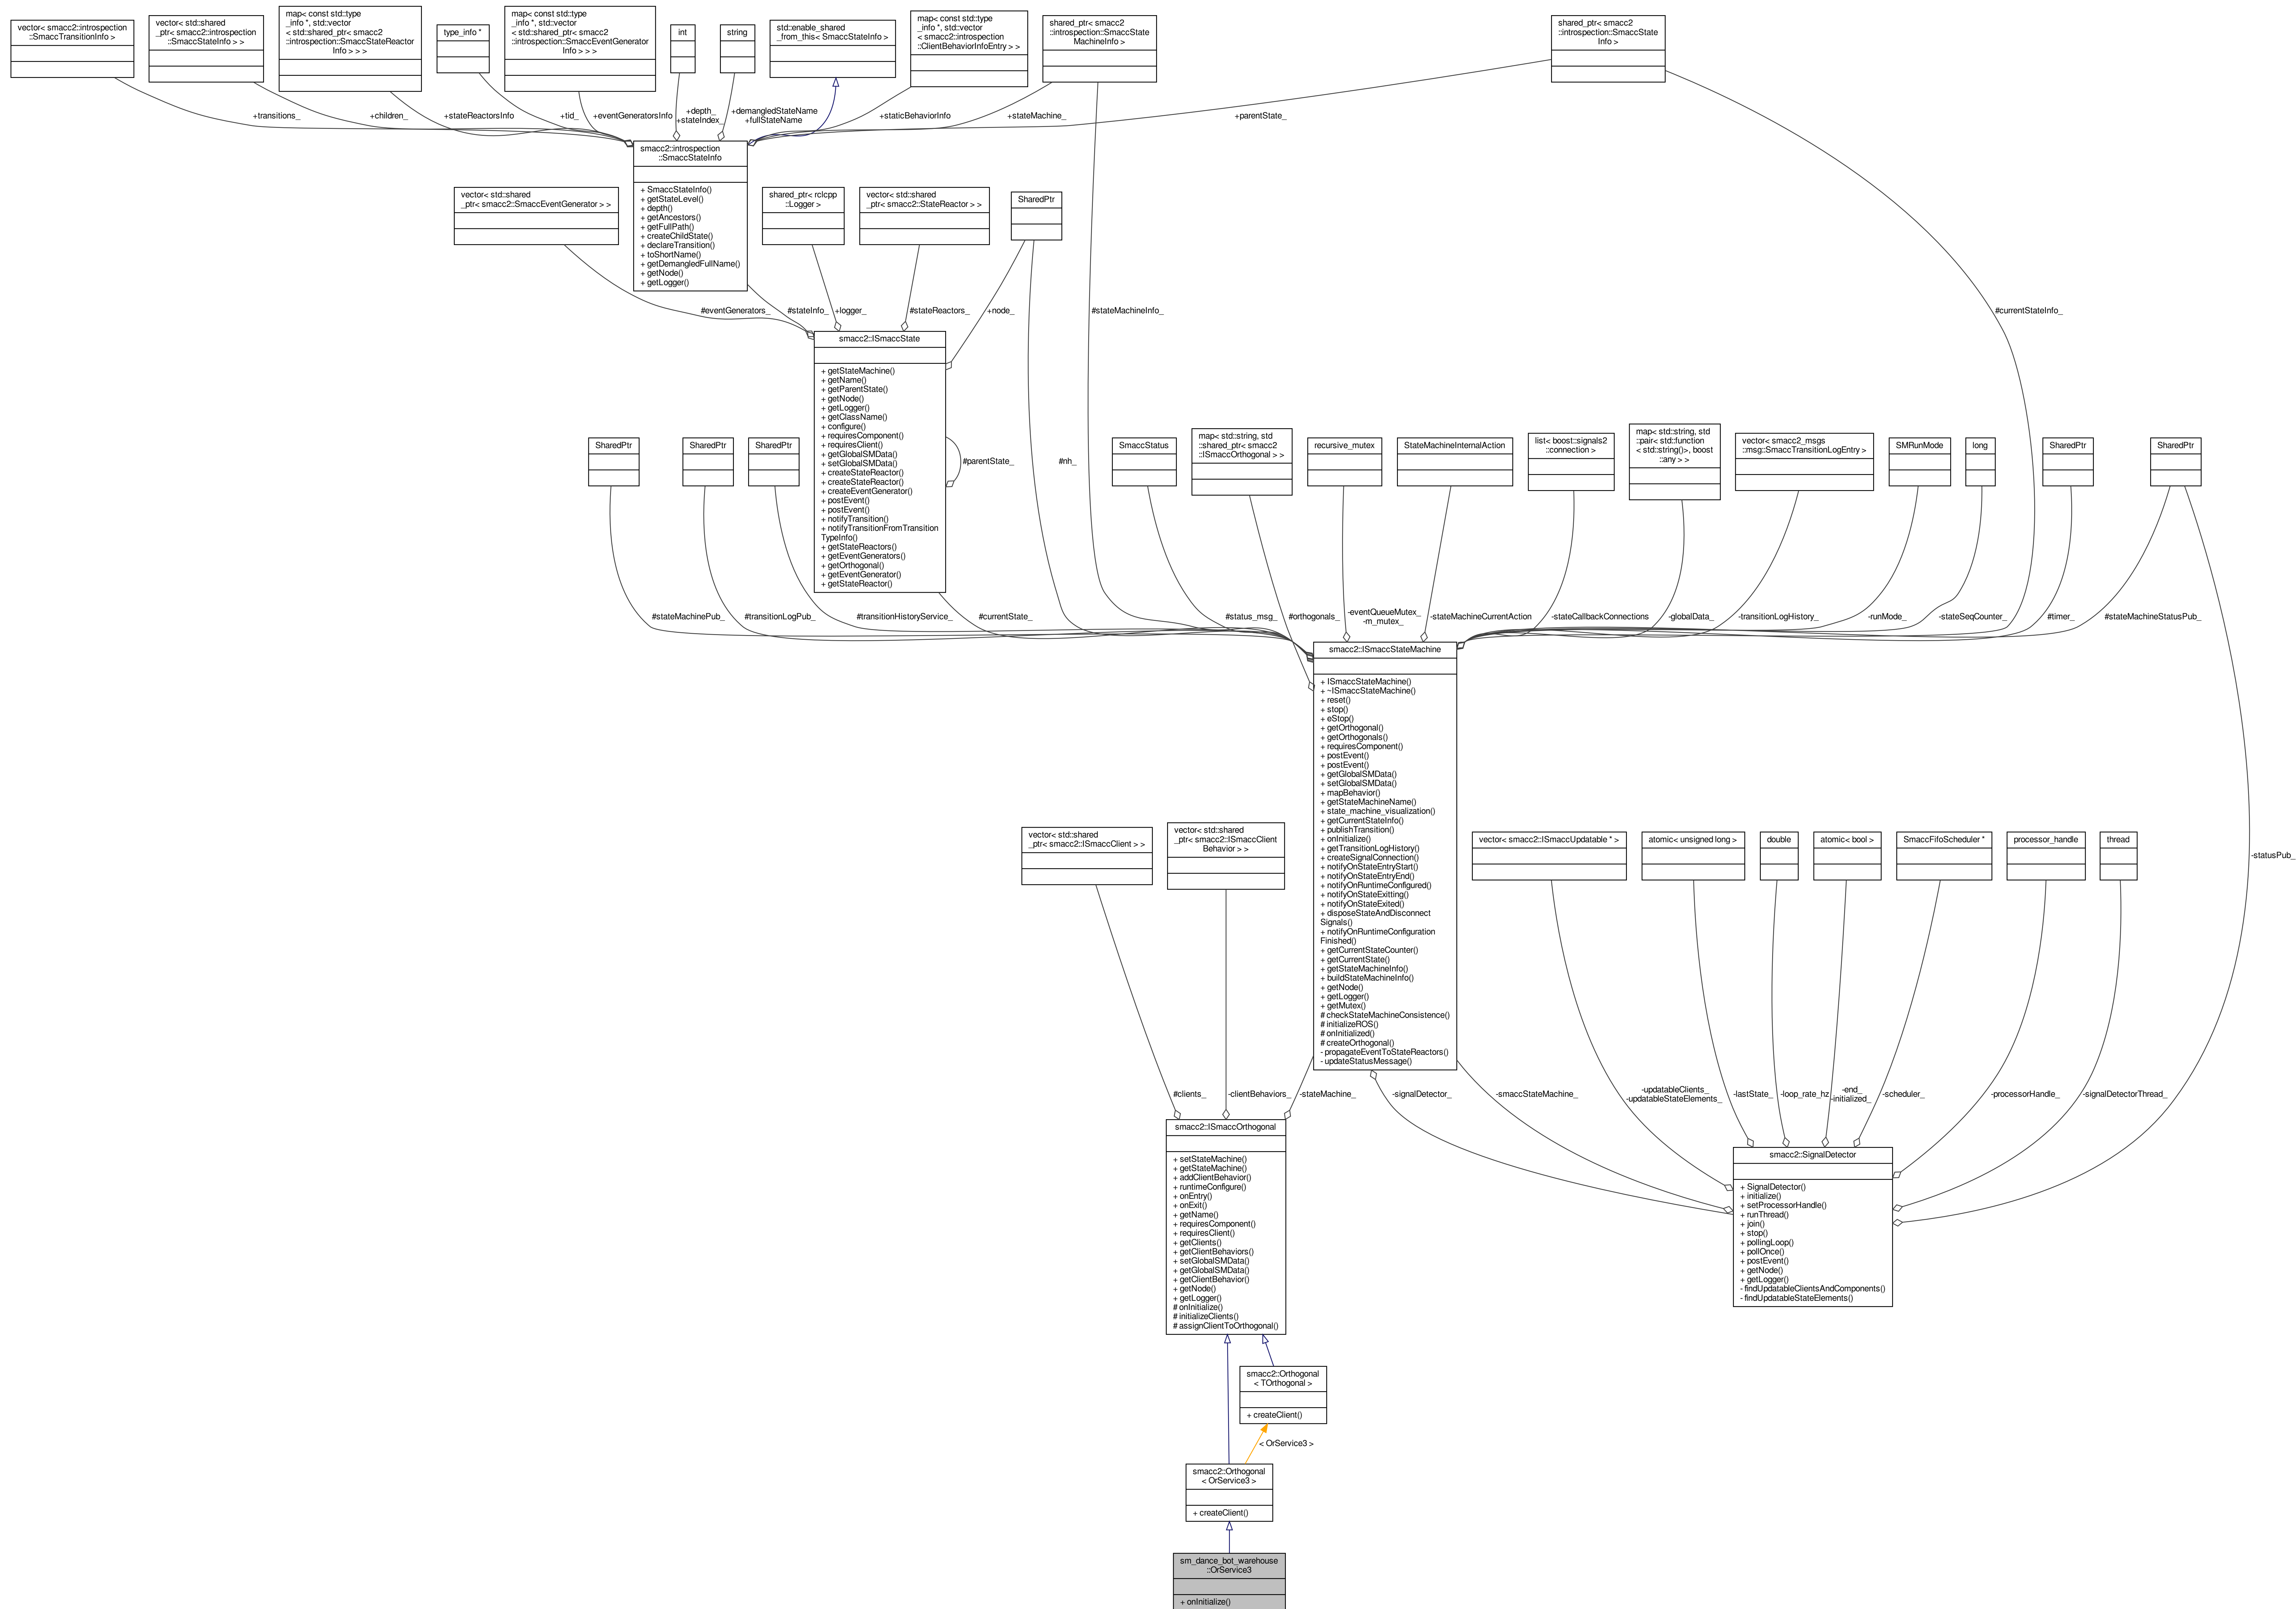 vector< smacc2::introspection
::SmaccTransitionInfo >
vector< std::shared
_ptr< smacc2::introspection
::SmaccStateInfo > >
map< const std::type
_info *, std::vector
< std::shared_ptr< smacc2
::introspection::SmaccStateReactor
Info > > >
type_info *
map< const std::type
_info *, std::vector
< std::shared_ptr< smacc2
::introspection::SmaccEventGenerator
Info > > >
int
string
std::enable_shared
_from_this< SmaccStateInfo >
map< const std::type
_info *, std::vector
< smacc2::introspection
::ClientBehaviorInfoEntry > >
shared_ptr< smacc2
::introspection::SmaccState
MachineInfo >
shared_ptr< smacc2
::introspection::SmaccState
Info >
+transitions_
+children_
+stateReactorsInfo
+tid_
+eventGeneratorsInfo
+depth_
+stateIndex_
+demangledStateName
+fullStateName
+staticBehaviorInfo
+stateMachine_
+parentState_
smacc2::introspection
::SmaccStateInfo
+ SmaccStateInfo()
+ getStateLevel()
+ depth()
+ getAncestors()
+ getFullPath()
+ createChildState()
+ declareTransition()
+ toShortName()
+ getDemangledFullName()
+ getNode()
+ getLogger()
vector< std::shared
_ptr< smacc2::SmaccEventGenerator > >
shared_ptr< rclcpp
::Logger >
vector< std::shared
_ptr< smacc2::StateReactor > >
SharedPtr
#eventGenerators_
#stateInfo_
+logger_
#stateReactors_
+node_
#stateMachineInfo_
#currentStateInfo_
smacc2::ISmaccState
+ getStateMachine()
+ getName()
+ getParentState()
+ getNode()
+ getLogger()
+ getClassName()
+ configure()
+ requiresComponent()
+ requiresClient()
+ getGlobalSMData()
+ setGlobalSMData()
+ createStateReactor()
+ createStateReactor()
+ createEventGenerator()
+ postEvent()
+ postEvent()
+ notifyTransition()
+ notifyTransitionFromTransition
TypeInfo()
+ getStateReactors()
+ getEventGenerators()
+ getOrthogonal()
+ getEventGenerator()
+ getStateReactor()
#parentState_
#nh_
SharedPtr
SharedPtr
SharedPtr
SmaccStatus
map< std::string, std
::shared_ptr< smacc2
::ISmaccOrthogonal > >
recursive_mutex
StateMachineInternalAction
list< boost::signals2
::connection >
map< std::string, std
::pair< std::function
< std::string()>, boost
::any > >
vector< smacc2_msgs
::msg::SmaccTransitionLogEntry >
SMRunMode
long
SharedPtr
SharedPtr
#stateMachinePub_
#transitionLogPub_
#transitionHistoryService_
#currentState_
#status_msg_
#orthogonals_
-eventQueueMutex_
-m_mutex_
-stateMachineCurrentAction
-stateCallbackConnections
-globalData_
-transitionLogHistory_
-runMode_
-stateSeqCounter_
#timer_
#stateMachineStatusPub_
smacc2::ISmaccStateMachine
+ ISmaccStateMachine()
+ ~ISmaccStateMachine()
+ reset()
+ stop()
+ eStop()
+ getOrthogonal()
+ getOrthogonals()
+ requiresComponent()
+ postEvent()
+ postEvent()
+ getGlobalSMData()
+ setGlobalSMData()
+ mapBehavior()
+ getStateMachineName()
+ state_machine_visualization()
+ getCurrentStateInfo()
+ publishTransition()
+ onInitialize()
+ getTransitionLogHistory()
+ createSignalConnection()
+ notifyOnStateEntryStart()
+ notifyOnStateEntryEnd()
+ notifyOnRuntimeConfigured()
+ notifyOnStateExitting()
+ notifyOnStateExited()
+ disposeStateAndDisconnect
Signals()
+ notifyOnRuntimeConfiguration
Finished()
+ getCurrentStateCounter()
+ getCurrentState()
+ getStateMachineInfo()
+ buildStateMachineInfo()
+ getNode()
+ getLogger()
+ getMutex()
# checkStateMachineConsistence()
# initializeROS()
# onInitialized()
# createOrthogonal()
- propagateEventToStateReactors()
- updateStatusMessage()
vector< std::shared
_ptr< smacc2::ISmaccClient > >
vector< std::shared
_ptr< smacc2::ISmaccClient
Behavior > >
vector< smacc2::ISmaccUpdatable * >
atomic< unsigned long >
double
atomic< bool >
SmaccFifoScheduler *
processor_handle
thread
-statusPub_
#clients_
-clientBehaviors_
-stateMachine_
-signalDetector_
-smaccStateMachine_
-updatableClients_
-updatableStateElements_
-lastState_
-loop_rate_hz
-end_
-initialized_
-scheduler_
-processorHandle_
-signalDetectorThread_
smacc2::ISmaccOrthogonal
+ setStateMachine()
+ getStateMachine()
+ addClientBehavior()
+ runtimeConfigure()
+ onEntry()
+ onExit()
+ getName()
+ requiresComponent()
+ requiresClient()
+ getClients()
+ getClientBehaviors()
+ setGlobalSMData()
+ getGlobalSMData()
+ getClientBehavior()
+ getNode()
+ getLogger()
# onInitialize()
# initializeClients()
# assignClientToOrthogonal()
smacc2::SignalDetector
+ SignalDetector()
+ initialize()
+ setProcessorHandle()
+ runThread()
+ join()
+ stop()
+ pollingLoop()
+ pollOnce()
+ postEvent()
+ getNode()
+ getLogger()
- findUpdatableClientsAndComponents()
- findUpdatableStateElements()
smacc2::Orthogonal
< TOrthogonal >
+ createClient()
< OrService3 >
smacc2::Orthogonal
< OrService3 >
+ createClient()
sm_dance_bot_warehouse
::OrService3
+ onInitialize()